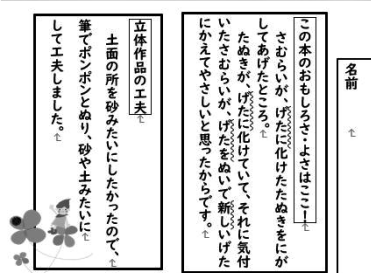 名前
この本のおもしろさ・よさはここ！
さむらいが、げたに化けたたぬきをにが
してあげたところ。
たぬきが、げたに化けていて、それに気付
いたさむらいが、げたをぬいで新しいげた
にかえてやさしいと思ったからです。
立体作品の工夫
土面の所を砂みたいにしたかったので、
筆でポンポンとぬり、砂や土みたいに
して工夫しました。